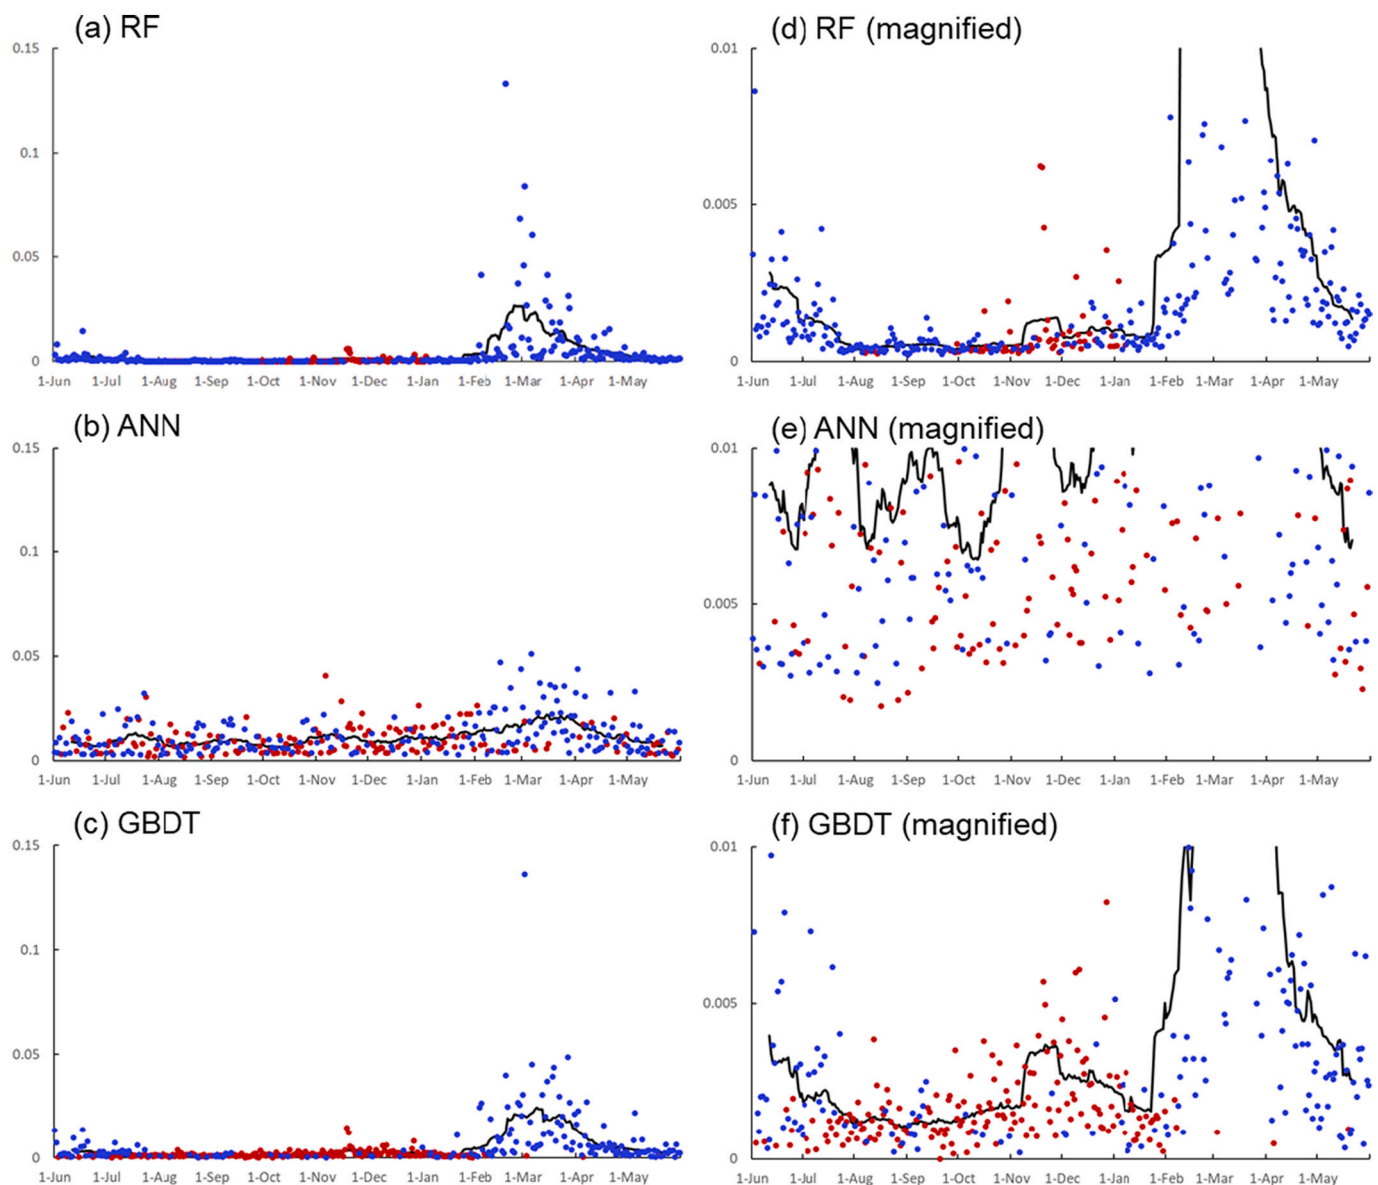 (a) RF
0.15
0.1
0.05
0
1-Jun 1-Jul 1-Aug 1-Sep 1-Oct 1-Nov 1-Dec 1-Jan 1-Feb 1-Mar 1-Apr 1-May
(d) RF (magnified)
0.01
0.005
0
1-Jun 1-Jul 1-Aug 1-Sep 1-Oct 1-Nov 1-Dec 1-Jan 1-Feb 1-Mar 1-Apr 1-May
(b) ANN
0.15
0.1
0.05
0
1-Jun 1-Jul 1-Aug 1-Sep 1-Oct 1-Nov 1-Dec 1-Jan 1-Feb 1-Mar 1-Apr 1-May
(e) ANN (magnified)
0.01
0.005
0
1-Jun 1-Jul 1-Aug 1-Sep 1-Oct 1-Nov 1-Dec 1-Jan 1-Feb 1-Mar 1-Apr 1-May
(c) GBDT
0.15
0.1
0.05
0
1-Jun 1-Jul 1-Aug 1-Sep 1-Oct 1-Nov 1-Dec 1-Jan 1-Feb 1-Mar 1-Apr 1-May
(f) GBDT (magnified)
0.01
0.005
0
1-Jun 1-Jul 1-Aug 1-Sep 1-Oct 1-Nov 1-Dec 1-Jan 1-Feb 1-Mar 1-Apr 1-May